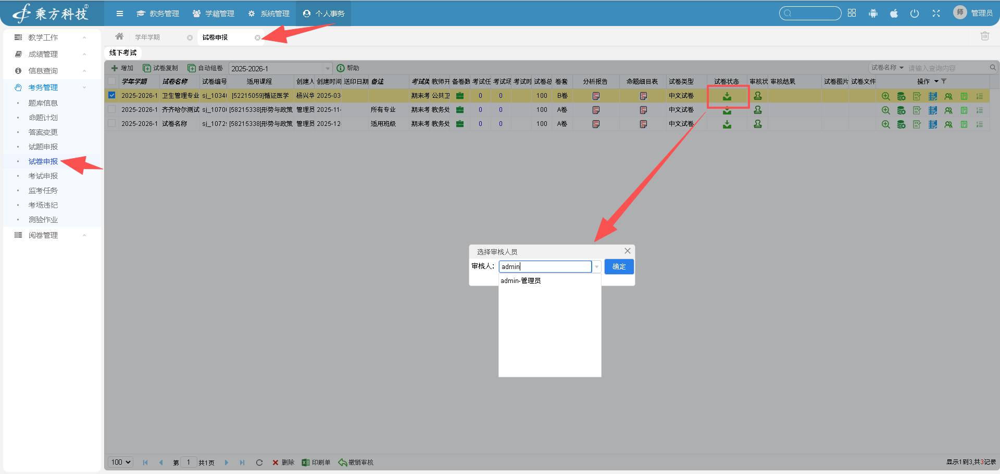 乘方科技
教务管理 学籍管理 系统管理 个人事务 师 管理员
教学工作
成绩管理
信息查询
考务管理
题库信息
命题计划
答案变更
试题申报
试卷申报
考试申报
监考任务
考场违纪
测验作业
阅卷管理
学年学期 试卷申报
线下考试
增加 试卷复制 自动组卷 2025-2026-1 帮助 试卷名称 请输入查询内容
学年学期 试卷名称 试卷编号 适用课程 创建人 创建时间 送印日期 备注 考试类 教师开 备卷数 考试任 考试场 考试时 试卷总 卷套 分析报告 命题细目表 试卷类型 试卷状态 审核状 审核结果 试卷图片 试卷文件 操作
2025-2026-1 卫生管理专业 sj_1034 [52215059]循证医学 杨兴华 2025-03- 期末考 公共卫 0 0 100 B卷 中文试卷
2025-2026-1 齐齐哈尔测试 sj_1070 [58215338]形势与政策 管理员 2025-11- 所有专业 期末考 教务处 0 0 100 A卷 中文试卷
2025-2026-1 试卷名称 sj_1072 [58215338]形势与政策 管理员 2025-12- 适用班级 期末考 教务处 0 0 100 A卷 中文试卷
选择审核人员
审核人: admin 确定
admin-管理员
100 第 1 共1页 删除 印刷单 撤销审核 显示1到3,共3记录